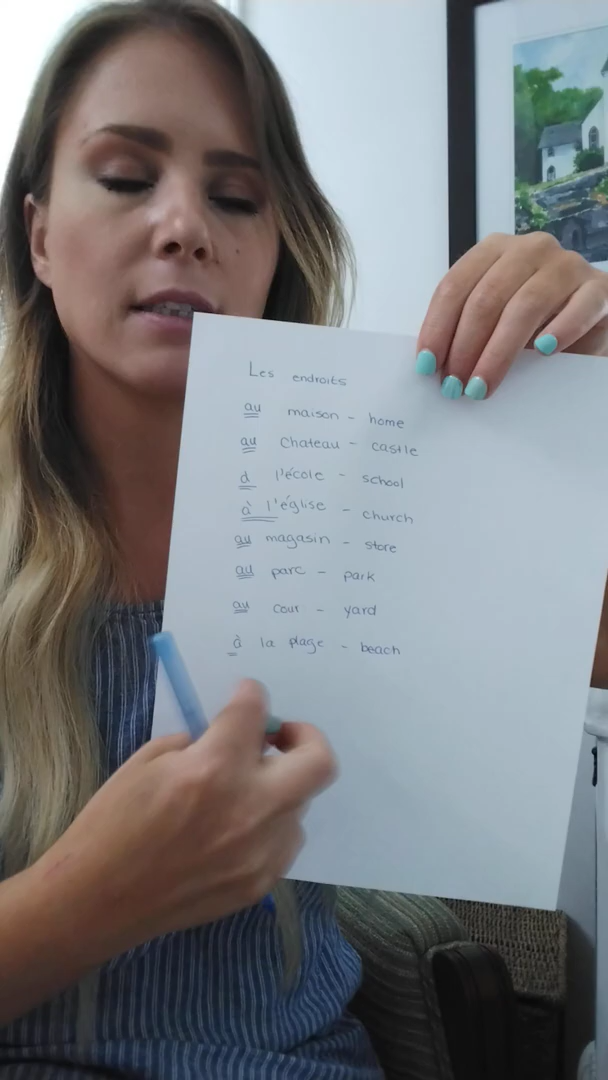 Les endroits
au maison - home
au chateau - castle
à l'école - school
à l'église - church
au magasin - store
au parc - park
au cour - yard
à la plage - beach